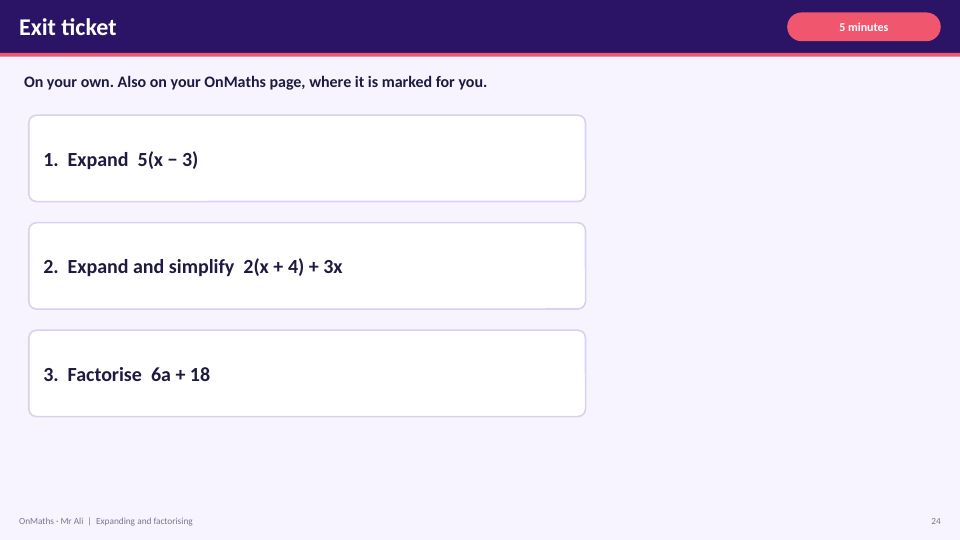 Exit ticket
5 minutes
On your own. Also on your OnMaths page, where it is marked for you.
1. Expand 5(x − 3)
2. Expand and simplify 2(x + 4) + 3x
3. Factorise 6a + 18
OnMaths · Mr Ali | Expanding and factorising
24